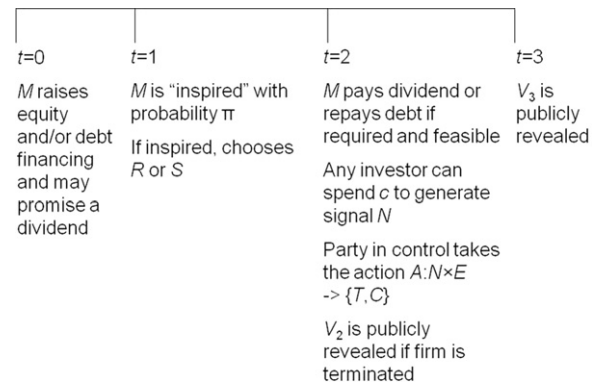 t=0
M raises
equity
and/or debt
financing
and may
promise a
dividend
t=1
M is “inspired” with
probability π
If inspired, chooses
R or S
t=2
M pays dividend or
repays debt if
required and feasible
Any investor can
spend c to generate
signal N
Party in control takes
the action A:N×E
-> {T,C}
V₂ is publicly
revealed if firm is
terminated
t=3
V₃ is
publicly
revealed